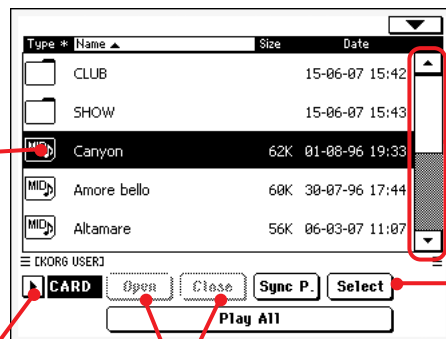 Type * Name ▲ Size Date
CLUB 15-06-07 15:42
SHOW 15-06-07 15:43
MID Canyon 62K 01-08-96 19:33
MID Amore bello 60K 30-07-96 17:44
MID Altamare 56K 06-03-07 11:07
[KORG USER]
CARD Open Close Sync P. Select
Play All